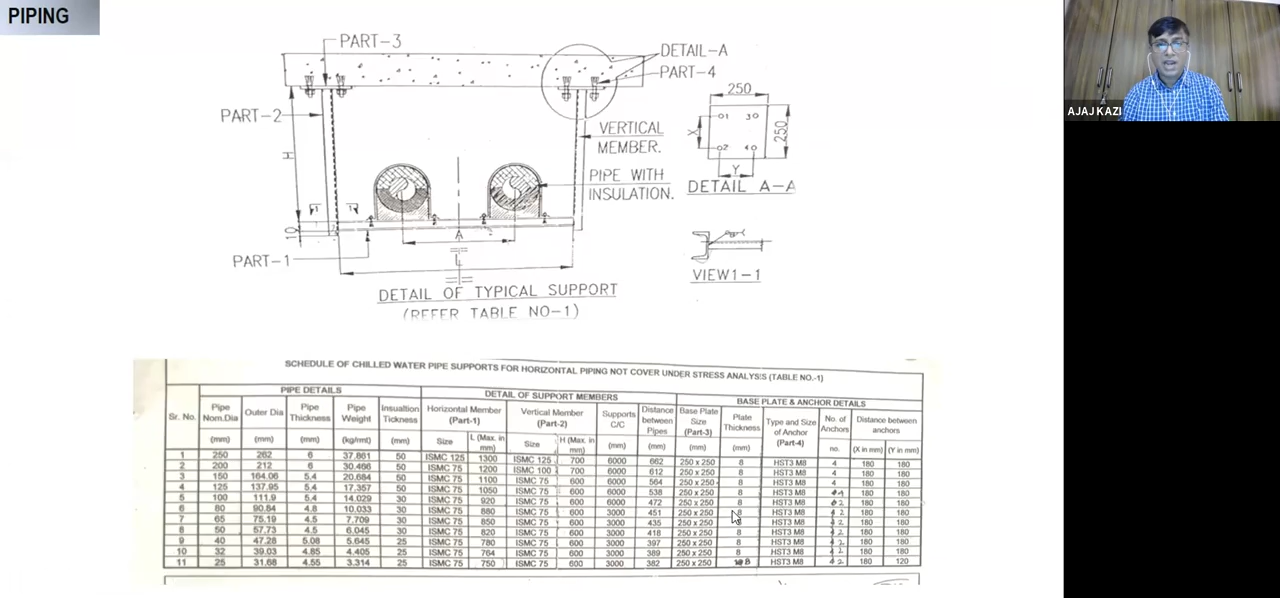 PIPING
AJAJ KAZI
PART-3
DETAIL-A
PART-4
PART-2
VERTICAL MEMBER.
PIPE WITH INSULATION.
H
10
1 1
A
L
PART-1
250
250
X
Y
1 3
2 4
DETAIL A-A
VIEW1-1
DETAIL OF TYPICAL SUPPORT
(REFER TABLE NO-1)
SCHEDULE OF CHILLED WATER PIPE SUPPORTS FOR HORIZONTAL PIPING NOT COVER UNDER STRESS ANALYSIS (TABLE NO.-1)
PIPE DETAILS DETAIL OF SUPPORT MEMBERS BASE PLATE & ANCHOR DETAILS
Sr. No. Pipe Nom.Dia Outer Dia Pipe Thickness Pipe Weight Insualtion Tickness Horizontal Member (Part-1) Vertical Member (Part-2) Supports C/C Distance between Pipes Base Plate Size (Part-3) Plate Thickness Type and Size of Anchor (Part-4) No. of Anchors Distance between anchors
(mm) (mm) (mm) (kg/rmt) (mm) Size L (Max. in mm) Size H (Max. in mm) (mm) (mm) (mm) (mm) no. (X in mm) (Y in mm)
1 250 262 6 37.861 50 ISMC 125 1300 ISMC 125 700 6000 662 250 x 250 8 HST3 M8 4 180 180
2 200 212 6 30.466 50 ISMC 125 1200 ISMC 100 700 6000 612 250 x 250 8 HST3 M8 4 180 180
3 150 164.06 5.4 20.684 50 ISMC 75 1100 ISMC 75 600 6000 564 250 x 250 8 HST3 M8 4 180 180
4 125 137.95 5.4 17.357 50 ISMC 75 1050 ISMC 75 600 6000 538 250 x 250 8 HST3 M8 180 180
5 100 111.9 5.4 14.029 30 ISMC 75 920 ISMC 75 600 6000 472 250 x 250 8 HST3 M8 2 180 180
6 80 90.84 4.8 10.033 30 ISMC 75 880 ISMC 75 600 3000 451 250 x 250 8 HST3 M8 2 180 180
7 65 75.19 4.5 7.709 30 ISMC 75 850 ISMC 75 600 3000 435 250 x 250 8 HST3 M8 2 180 180
8 50 57.73 4.5 6.045 30 ISMC 75 820 ISMC 75 600 3000 418 250 x 250 8 HST3 M8 2 180 180
9 40 47.28 5.08 5.645 25 ISMC 75 780 ISMC 75 600 3000 397 250 x 250 8 HST3 M8 2 180 180
10 32 39.03 4.85 4.405 25 ISMC 75 764 ISMC 75 600 3000 389 250 x 250 8 HST3 M8 2 180 180
11 25 31.68 4.55 3.314 25 ISMC 75 750 ISMC 75 600 3000 382 250 x 250 8 HST3 M8 2 180 120